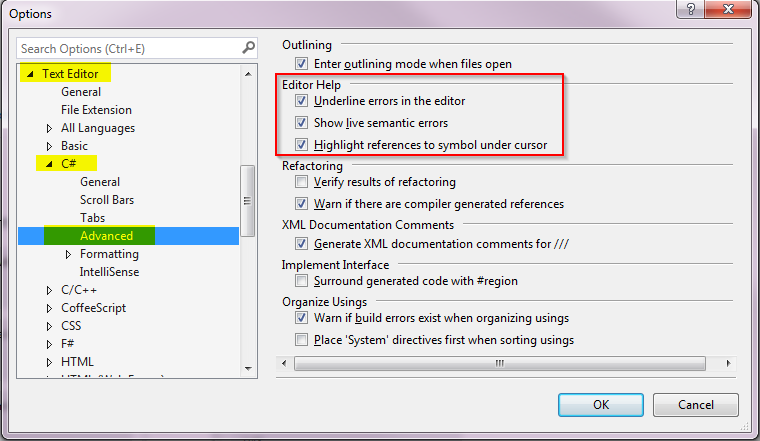 Options
Search Options (Ctrl+E)
Text Editor
General
File Extension
All Languages
Basic
C#
General
Scroll Bars
Tabs
Advanced
Formatting
IntelliSense
C/C++
CoffeeScript
CSS
F#
HTML
Outlining
Enter outlining mode when files open
Editor Help
Underline errors in the editor
Show live semantic errors
Highlight references to symbol under cursor
Refactoring
Verify results of refactoring
Warn if there are compiler generated references
XML Documentation Comments
Generate XML documentation comments for ///
Implement Interface
Surround generated code with #region
Organize Usings
Warn if build errors exist when organizing usings
Place 'System' directives first when sorting usings
OK
Cancel